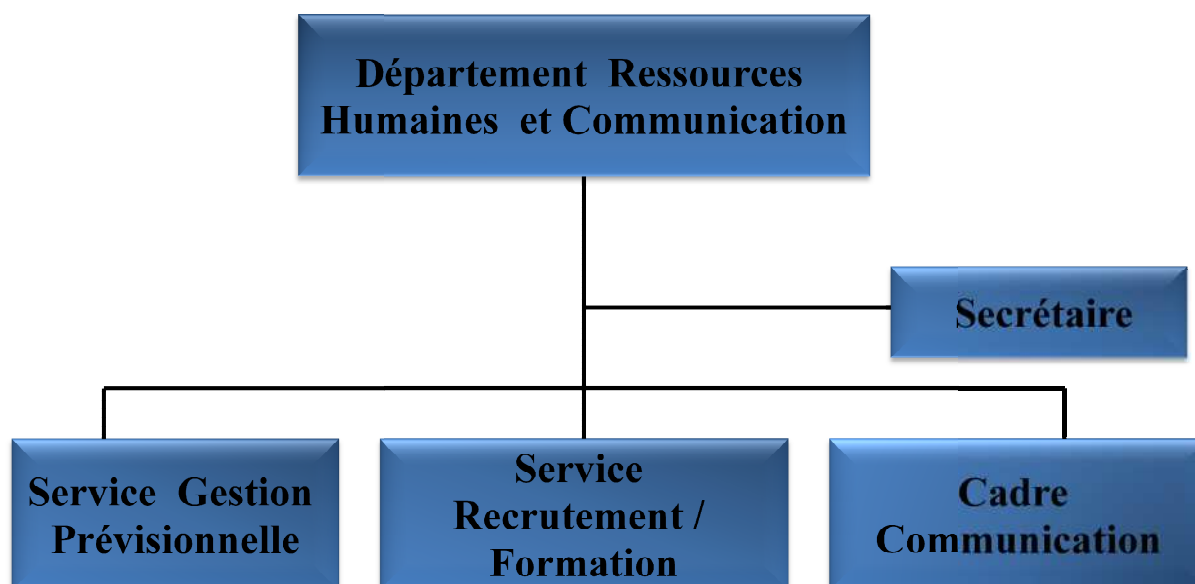 Département Ressources
Humaines et Communication
Secrétaire
Service Gestion
Prévisionnelle
Service
Recrutement /
Formation
Cadre
Communication